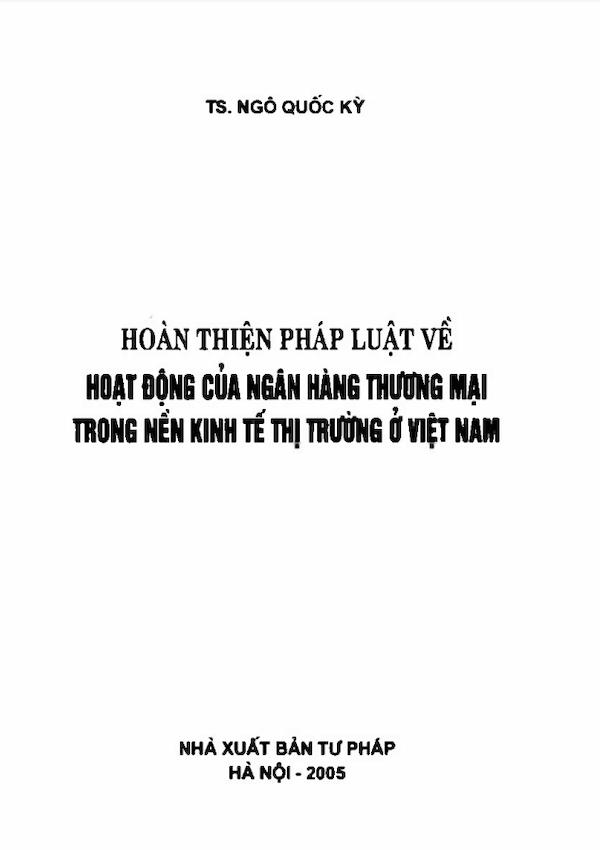 TS. NGÔ QUỐC KỲ
HOÀN THIỆN PHÁP LUẬT VỀ
HOẠT ĐỘNG CỦA NGÂN HÀNG THƯƠNG MẠI
TRONG NỀN KINH TẾ THỊ TRƯỜNG Ở VIỆT NAM
NHÀ XUẤT BẢN TƯ PHÁP
HÀ NỘI - 2005